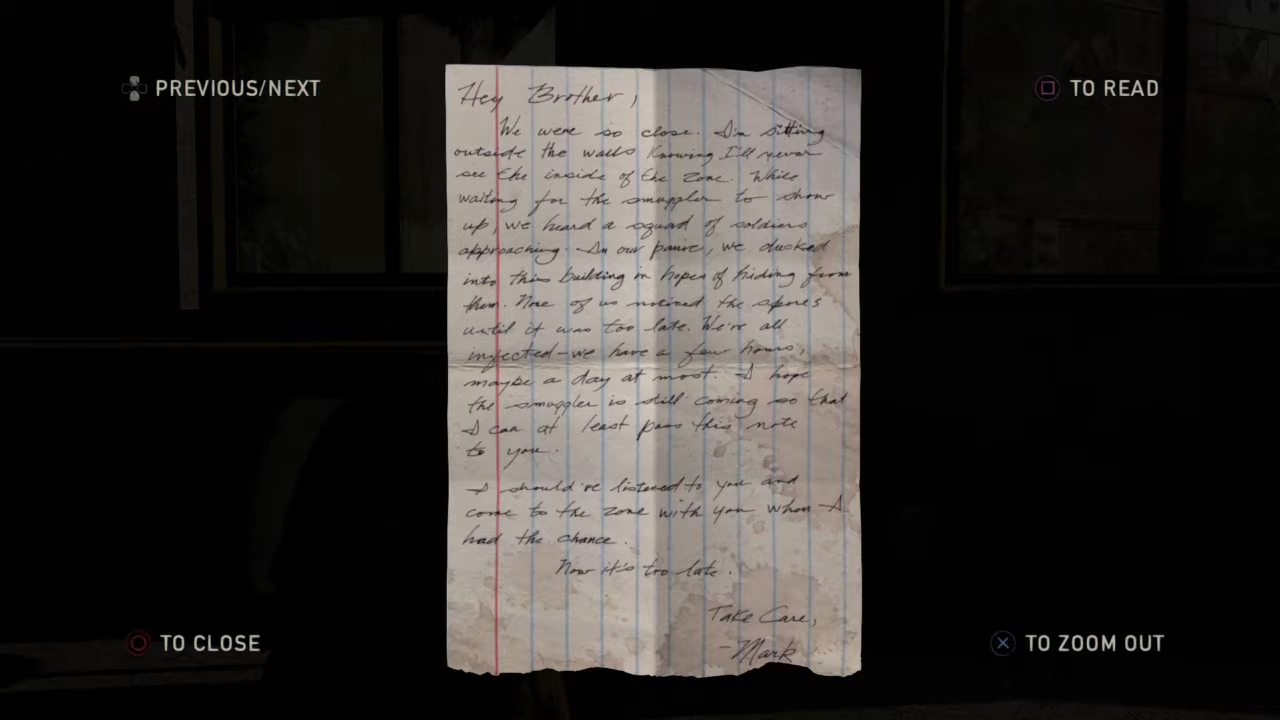 PREVIOUS/NEXT
TO READ
Hey Brother,
We were so close. I'm sitting
outside the walls knowing I'll never
see the inside of the zone. While
waiting for the smuggler to show
up, we heard a squad of soldiers
approaching. In our panic, we ducked
into this building in hopes of hiding from
them. None of us noticed the spores
until it was too late. We're all
infected-we have a few hours,
maybe a day at most. I hope
the smuggler is still coming so that
I can at least pass this note
to you.
I should've listened to you and
come to the zone with you when I
had the chance.
Now it's too late.
Take Care,
-Mark
TO CLOSE
TO ZOOM OUT